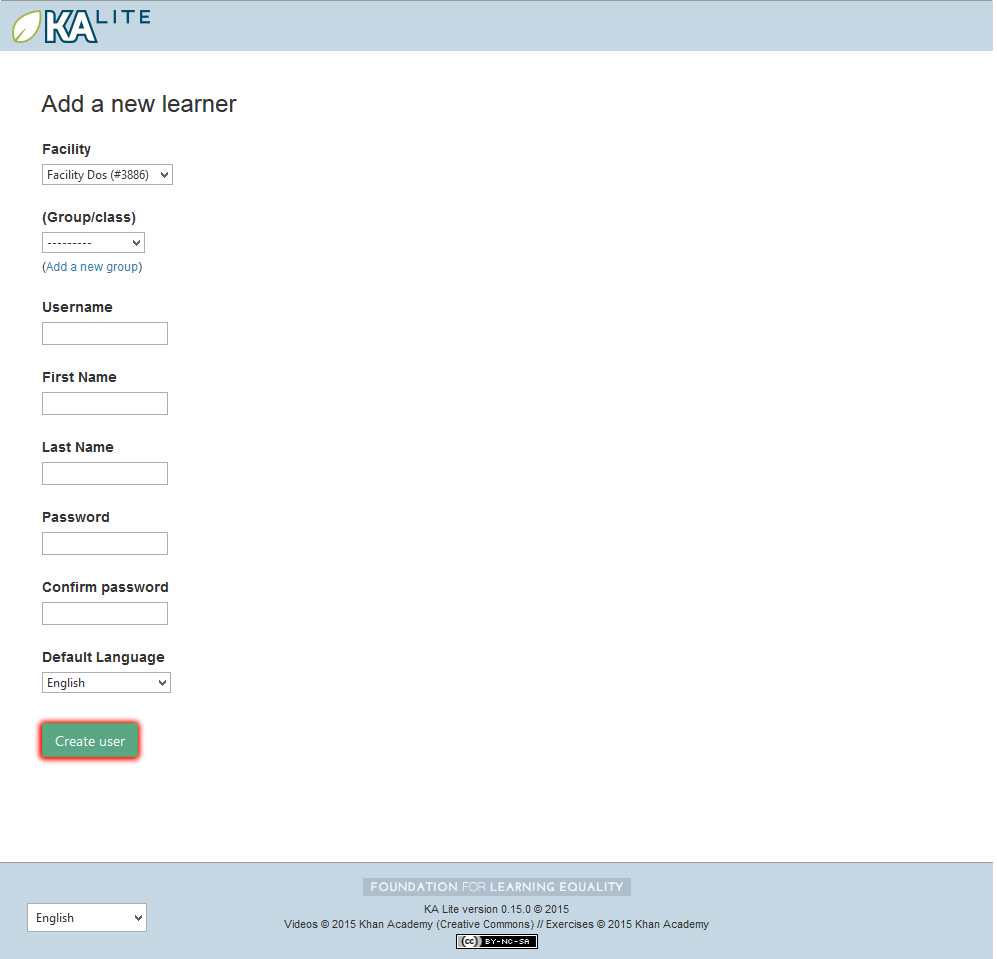 KA LITE
Add a new learner
Facility
Facility Dos (#3886)
(Group/class)
---------
(Add a new group)
Username
First Name
Last Name
Password
Confirm password
Default Language
English
Create user
FOUNDATION FOR LEARNING EQUALITY
KA Lite version 0.15.0 © 2015
English
Videos © 2015 Khan Academy (Creative Commons) // Exercises © 2015 Khan Academy
(cc) BY-NC-SA